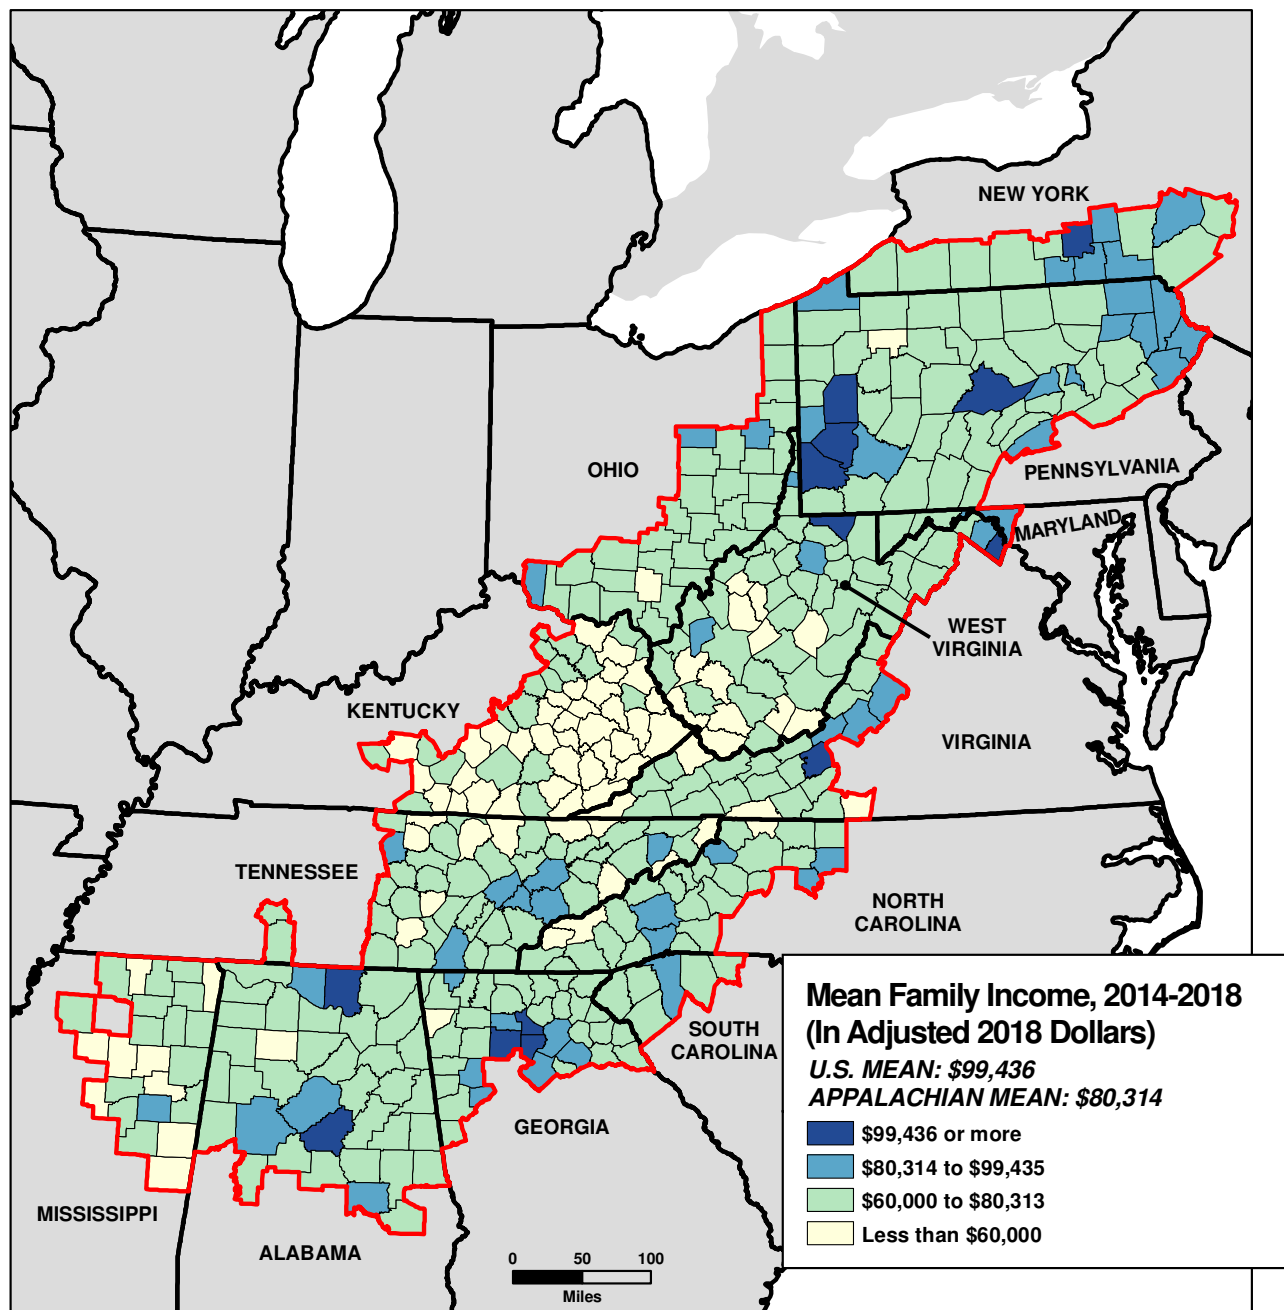 NEW YORK
OHIO
PENNSYLVANIA
MARYLAND
WEST
VIRGINIA
KENTUCKY
VIRGINIA
TENNESSEE
NORTH
CAROLINA
SOUTH
CAROLINA
GEORGIA
MISSISSIPPI
ALABAMA
0 50 100
Miles
Mean Family Income, 2014-2018
(In Adjusted 2018 Dollars)
U.S. MEAN: $99,436
APPALACHIAN MEAN: $80,314
$99,436 or more
$80,314 to $99,435
$60,000 to $80,313
Less than $60,000